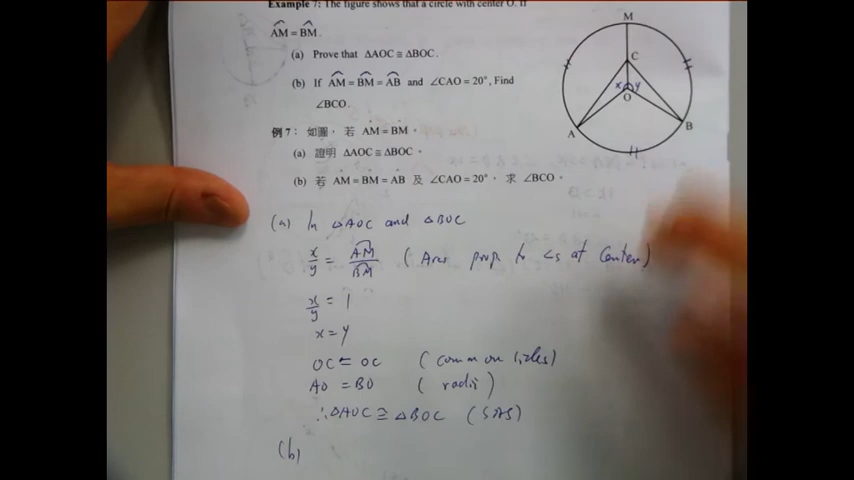 Example 7: The figure shows that a circle with center O. If
AM = BM.
(a) Prove that ΔAOC ≅ ΔBOC.
(b) If AM = BM = AB and ∠CAO = 20°, Find
∠BCO.
例 7： 如圖， 若 AM = BM。
(a) 證明 ΔAOC ≅ ΔBOC。
(b) 若 AM = BM = AB 及 ∠CAO = 20°， 求 ∠BCO。
M
C
x y
O
A
B
(a) In ΔAOC and ΔBOC
x/y = AM/BM (Arcs prop to ∠s at Center)
x/y = 1
x = y
OC = OC (common sides)
AO = BO (radii)
∴ ΔAOC ≅ ΔBOC (SAS)
(b)